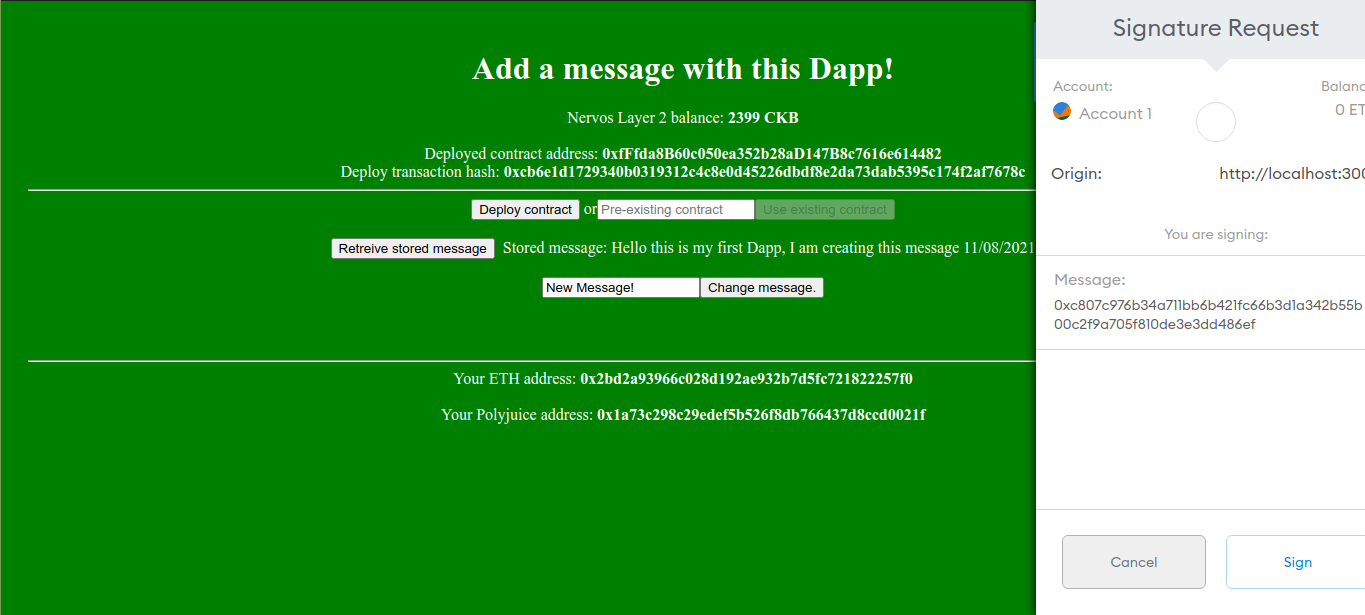 Add a message with this Dapp!
Nervos Layer 2 balance: 2399 CKB
Deployed contract address: 0xfFfda8B60c050ea352b28aD147B8c7616e614482
Deploy transaction hash: 0xcb6e1d1729340b0319312c4c8e0d45226dbdf8e2da73dab5395c174f2af7678c
Deploy contract or Pre-existing contract Use existing contract
Retreive stored message Stored message: Hello this is my first Dapp, I am creating this message 11/08/2021
New Message! Change message.
Your ETH address: 0x2bd2a93966c028d192ae932b7d5fc721822257f0
Your Polyjuice address: 0x1a73c298c29edef5b526f8db766437d8ccd0021f
Signature Request
Account: Balanc
Account 1 0 ET
Origin: http://localhost:300
You are signing:
Message:
0xc807c976b34a711bb6b421fc66b3d1a342b55b
00c2f9a705f810de3e3dd486ef
Cancel Sign